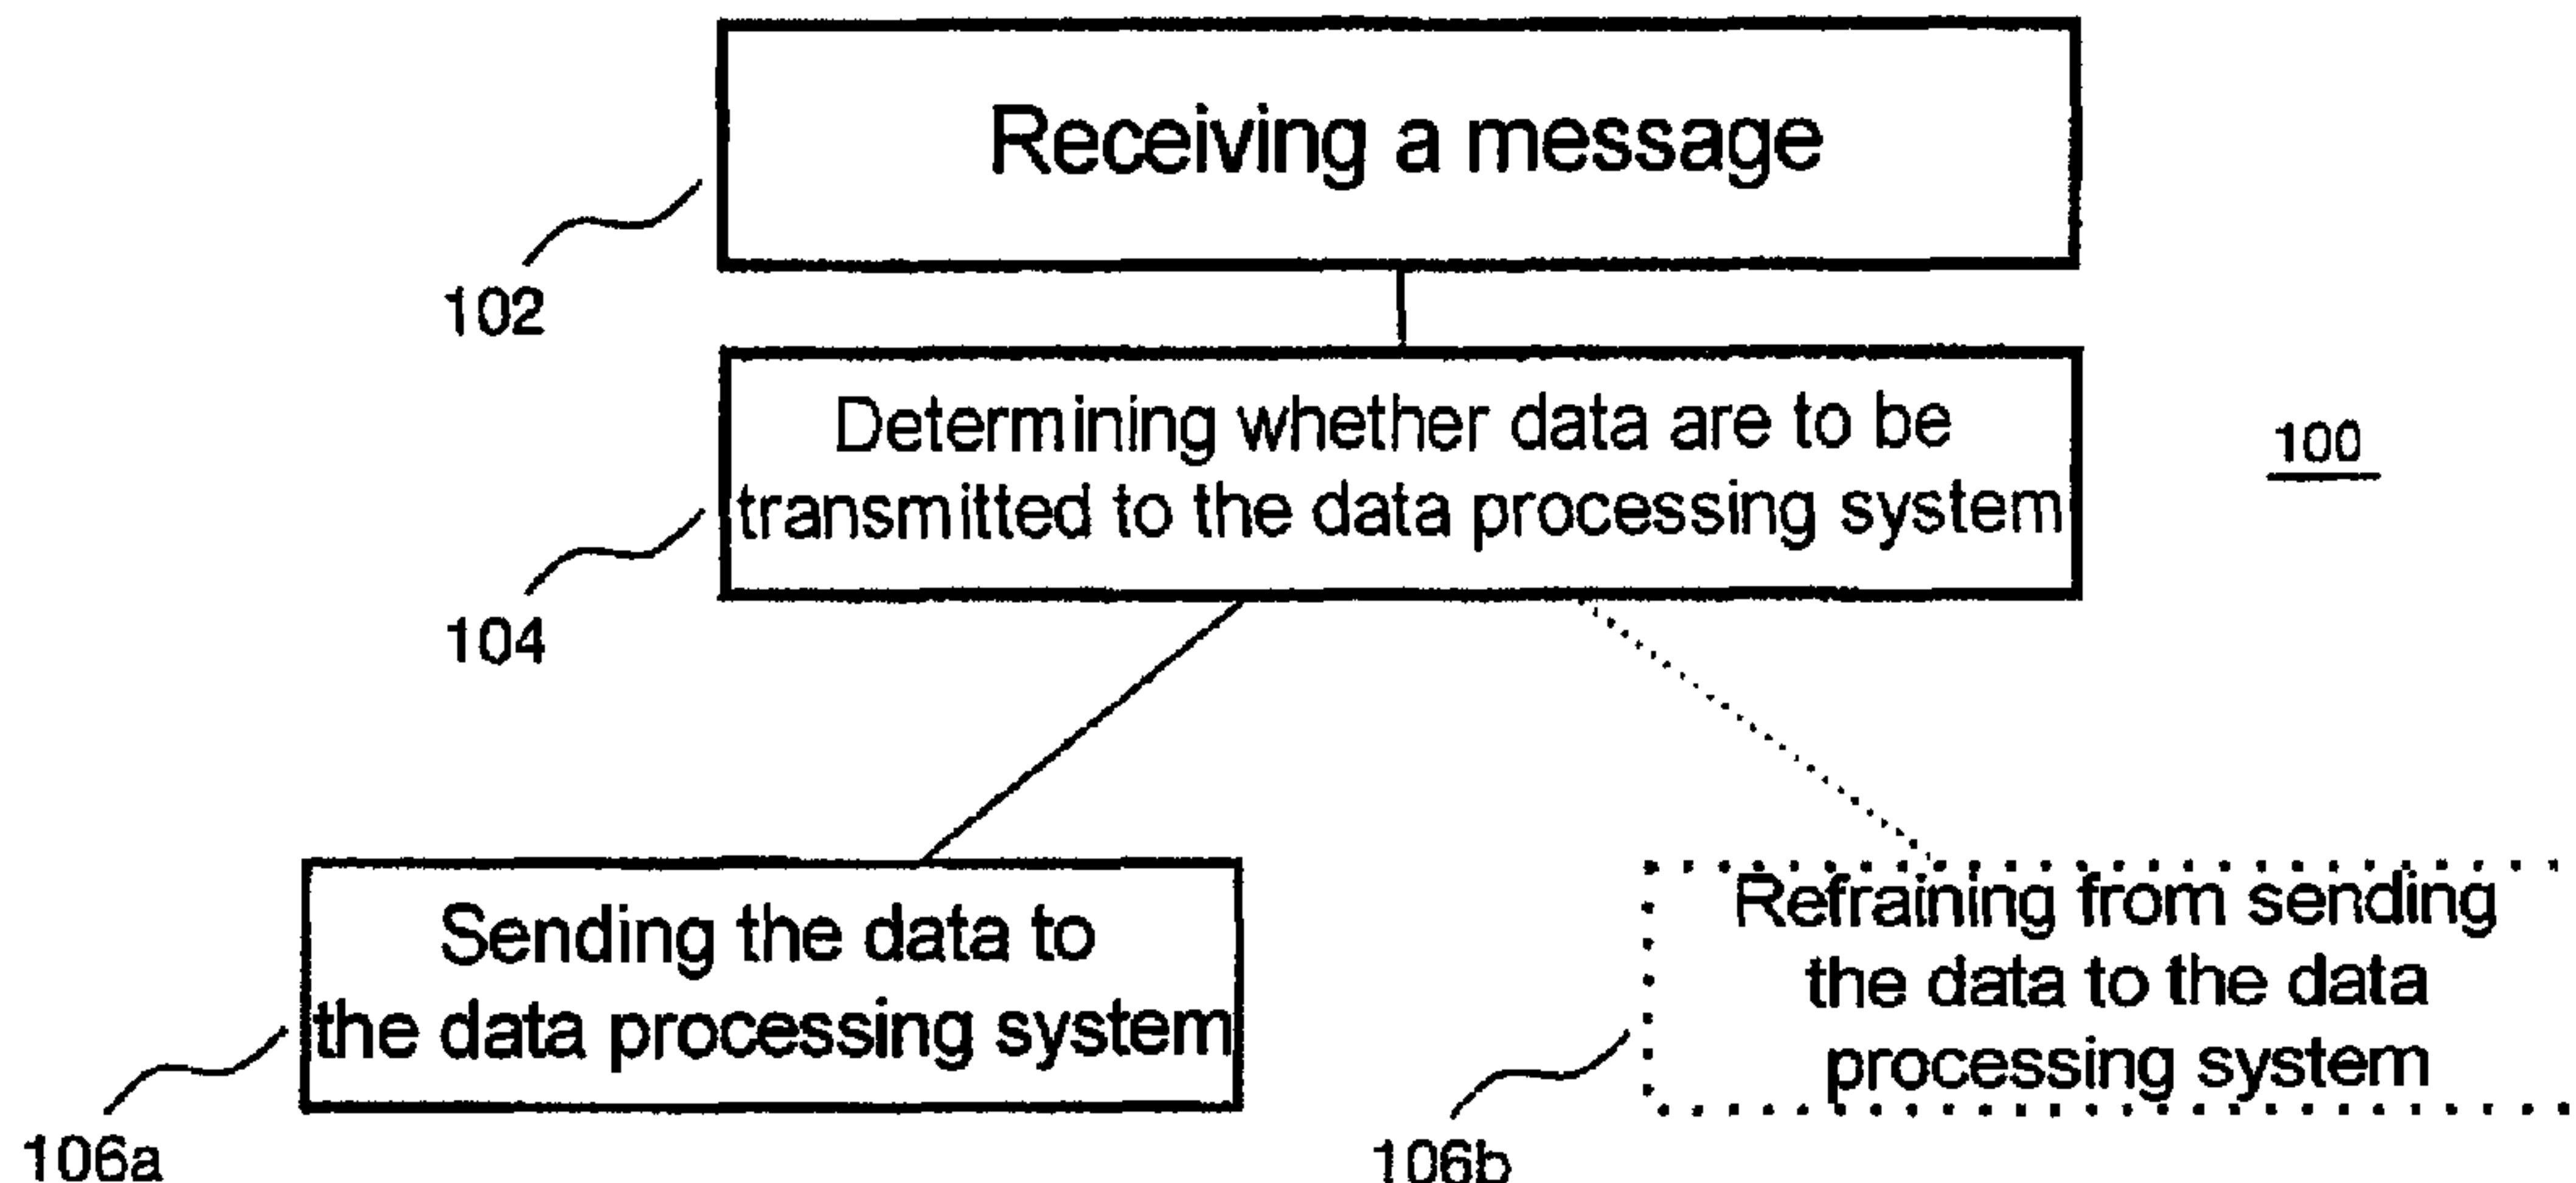 Receiving a message
102
Determining whether data are to be
transmitted to the data processing system
100
104
Sending the data to
the data processing system
Refraining from sending
the data to the data
processing system
106a
106b